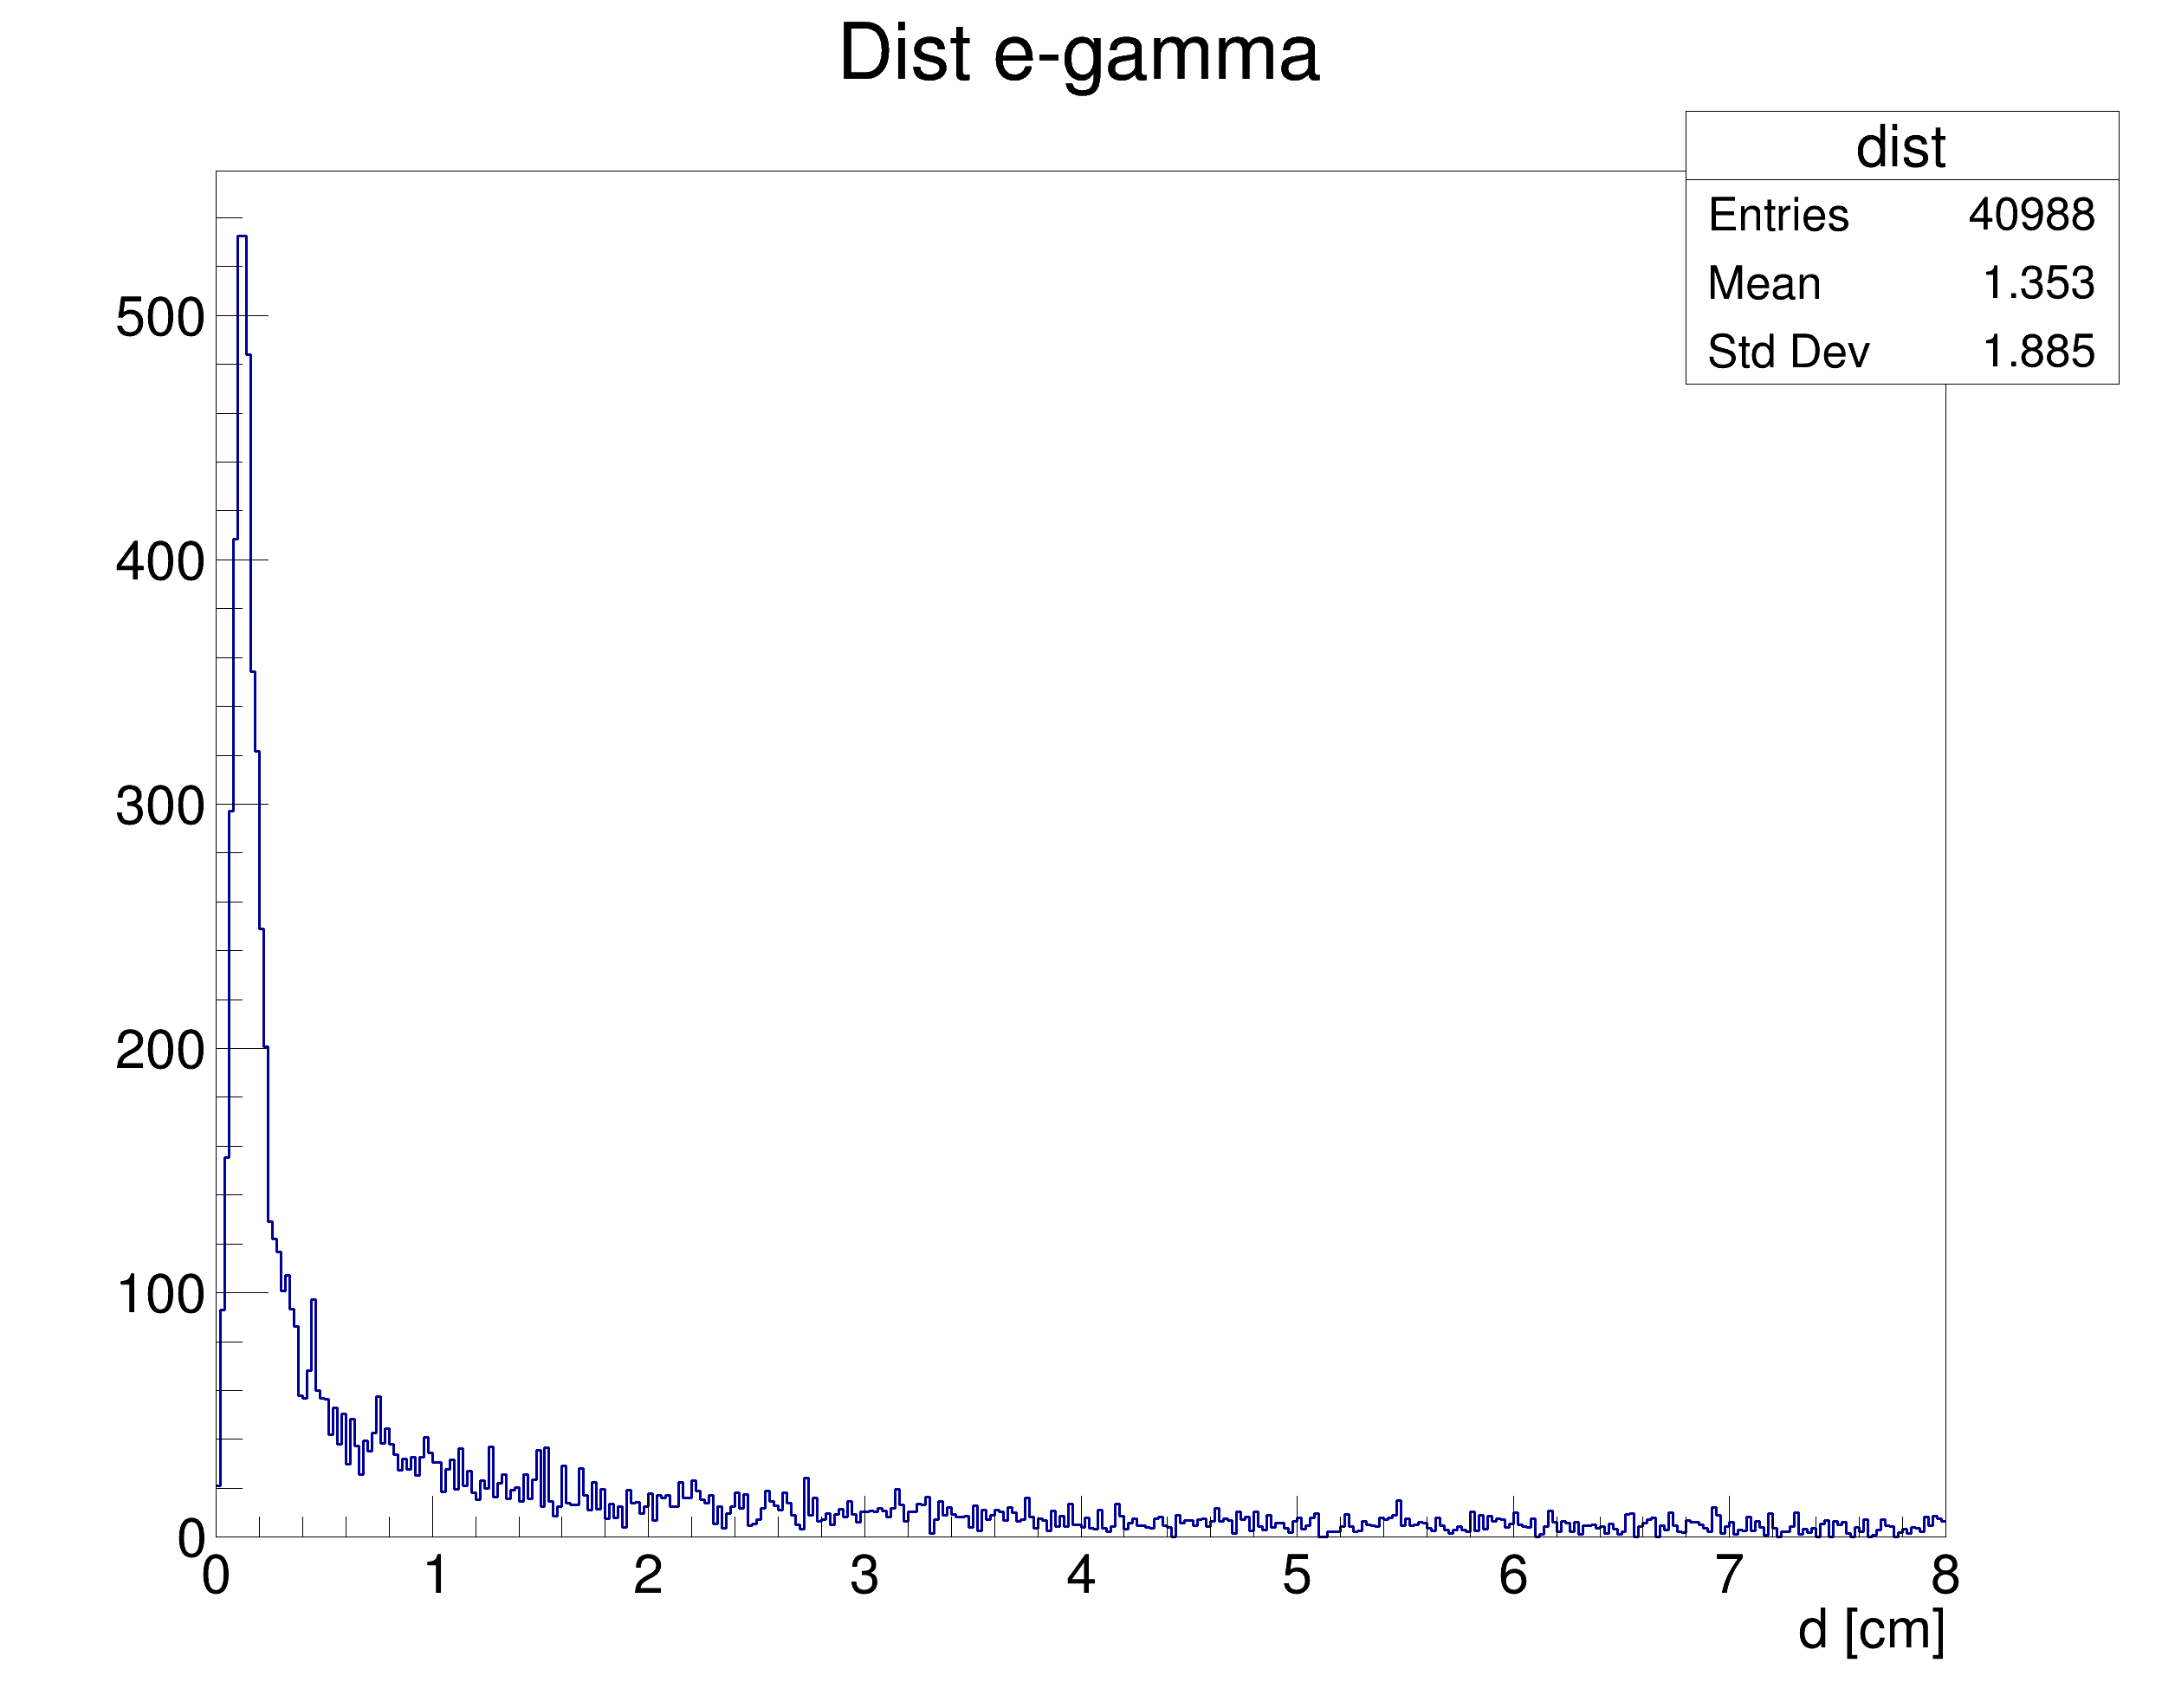 Dist e-gamma
dist
Entries 40988
Mean 1.353
Std Dev 1.885
500
400
300
200
100
0
0 1 2 3 4 5 6 7 8
d [cm]